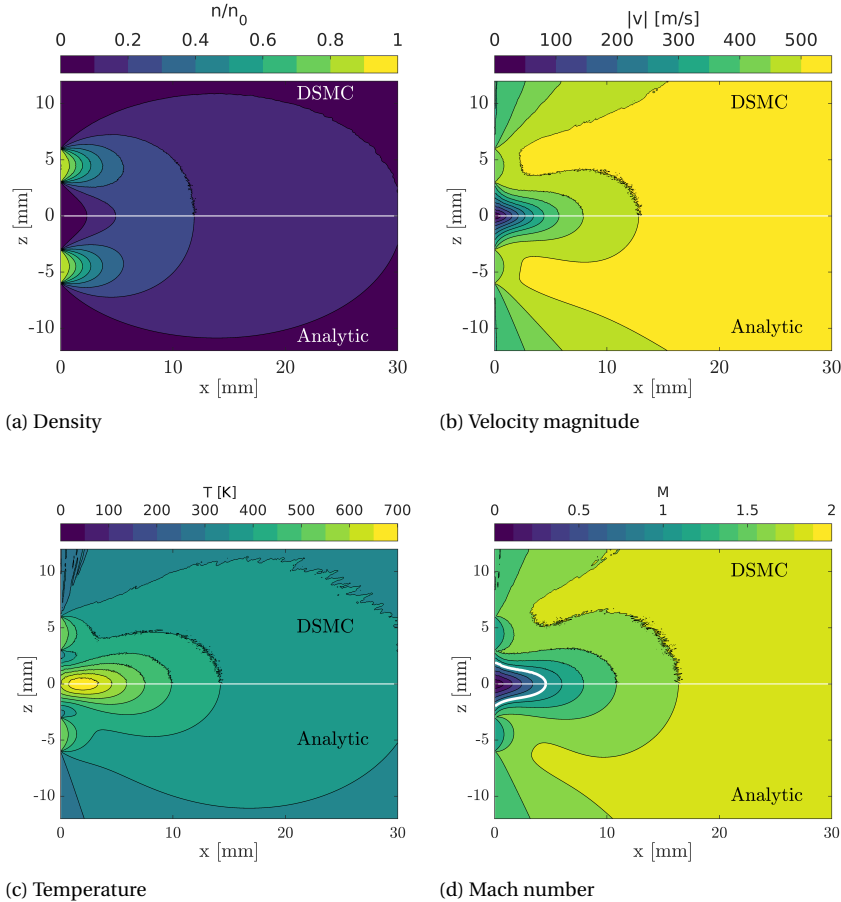 n/n0
0 0.2 0.4 0.6 0.8 1
DSMC
Analytic
10
5
0
-5
-10
z [mm]
0 10 20 30
x [mm]
(a) Density
|v| [m/s]
0 100 200 300 400 500
DSMC
Analytic
10
5
0
-5
-10
z [mm]
0 10 20 30
x [mm]
(b) Velocity magnitude
T [K]
0 100 200 300 400 500 600 700
DSMC
Analytic
10
5
0
-5
-10
z [mm]
0 10 20 30
x [mm]
(c) Temperature
M
0 0.5 1 1.5 2
DSMC
Analytic
10
5
0
-5
-10
z [mm]
0 10 20 30
x [mm]
(d) Mach number